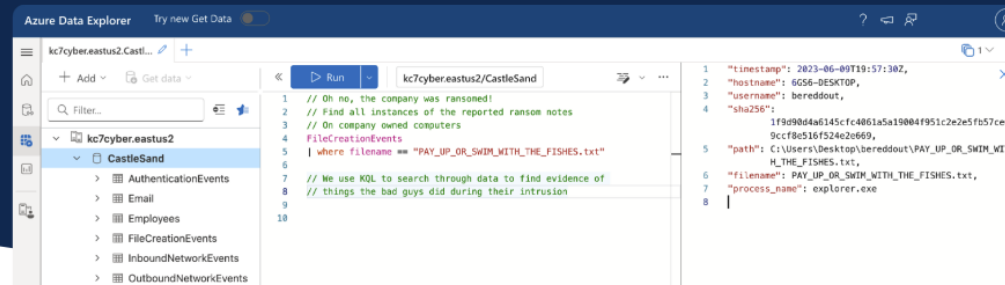 Azure Data Explorer Try new Get Data
kc7cyber.eastus2.Castl...
1
Add Get data
Run kc7cyber.eastus2/CastleSand
Filter...
kc7cyber.eastus2
CastleSand
AuthenticationEvents
Email
Employees
FileCreationEvents
InboundNetworkEvents
OutboundNetworkEvents
1 // Oh no, the company was ransomed!
2 // Find all instances of the reported ransom notes
3 // On company owned computers
4 FileCreationEvents
5 | where filename == "PAY_UP_OR_SWIM_WITH_THE_FISHES.txt"
6
7 // We use KQL to search through data to find evidence of
8 // things the bad guys did during their intrusion
9
10
1 "timestamp": 2023-06-09T19:57:30Z,
2 "hostname": 6GS6-DESKTOP,
3 "username": bereddout,
4 "sha256":
1f9d90d4a6145cfc4061a5a19004f951c2e2e5fb57ce
9ccf8e516f524e2e669,
5 "path": C:\Users\Desktop\bereddout\PAY_UP_OR_SWIM_WI
H_THE_FISHES.txt,
6 "filename": PAY_UP_OR_SWIM_WITH_THE_FISHES.txt,
7 "process_name": explorer.exe
8